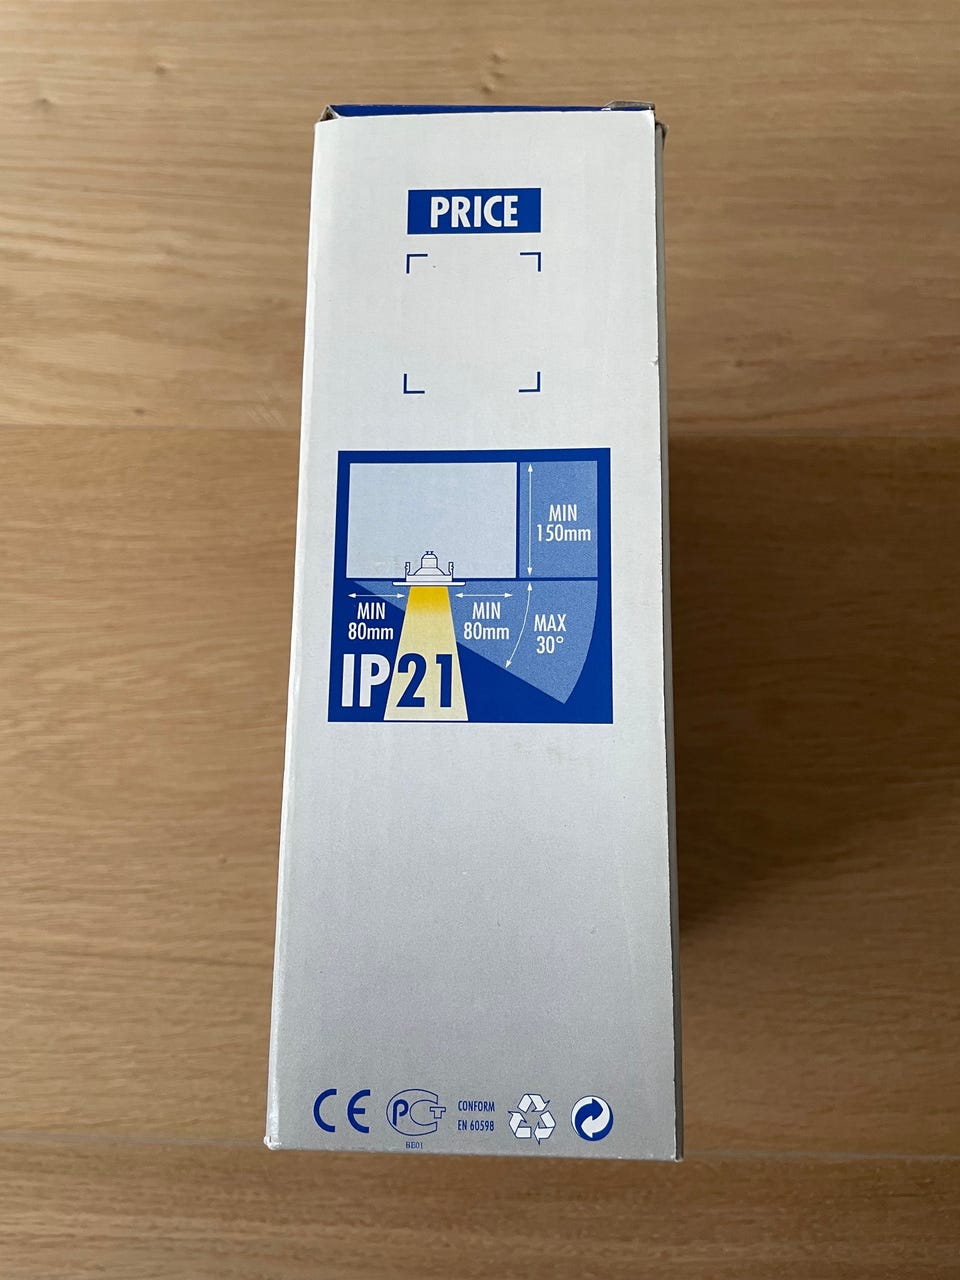 PRICE
MIN
150mm
MIN
80mm
MIN
80mm
MAX
30°
IP21
CE
PCT
BE01
CONFORM
EN 60598